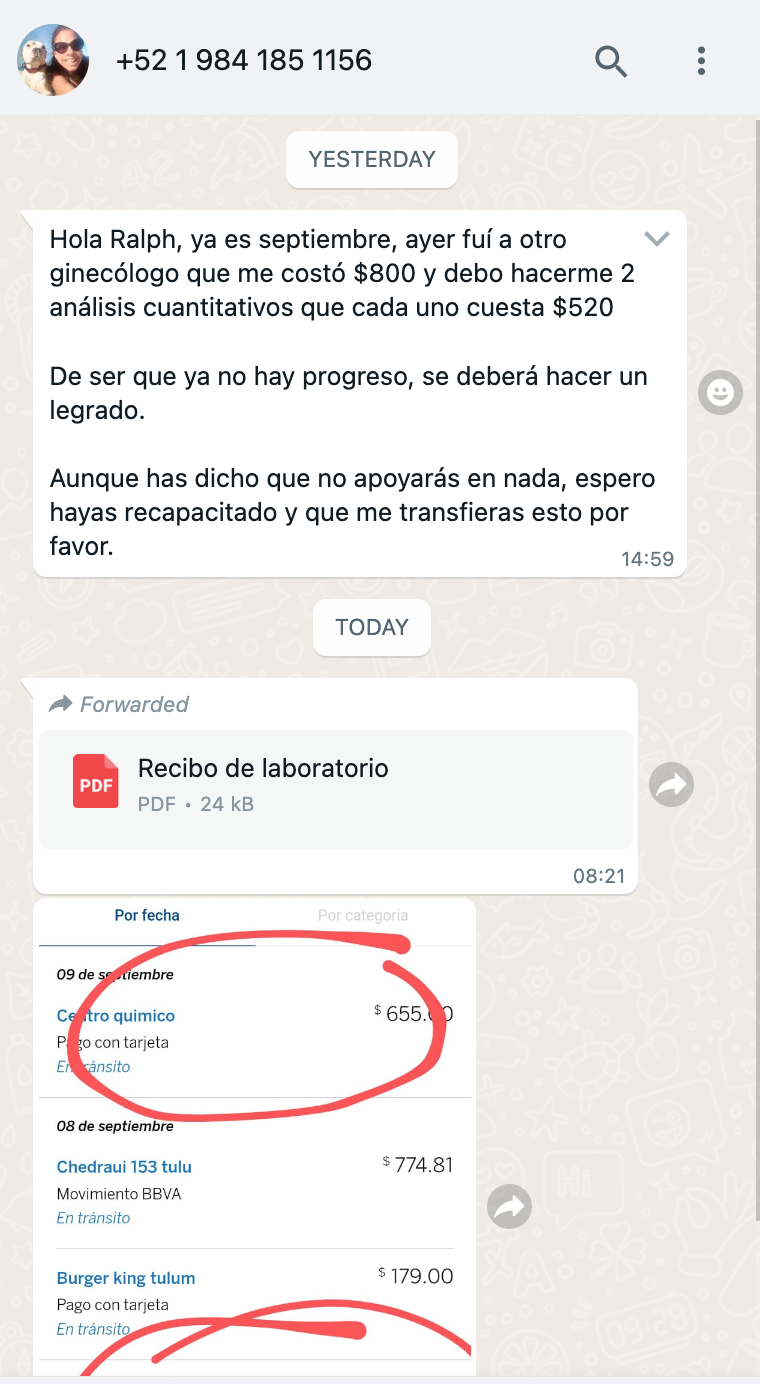 +52 1 984 185 1156
YESTERDAY
Hola Ralph, ya es septiembre, ayer fuí a otro
ginecólogo que me costó $800 y debo hacerme 2
análisis cuantitativos que cada uno cuesta $520
De ser que ya no hay progreso, se deberá hacer un
legrado.
Aunque has dicho que no apoyarás en nada, espero
hayas recapacitado y que me transfieras esto por
favor.
14:59
TODAY
Forwarded
PDF
Recibo de laboratorio
PDF • 24 kB
08:21
Por fecha
Por categoria
09 de septiembre
Centro quimico
$ 655.00
Pago con tarjeta
En tránsito
08 de septiembre
Chedraui 153 tulu
$ 774.81
Movimiento BBVA
En tránsito
Burger king tulum
$ 179.00
Pago con tarjeta
En tránsito